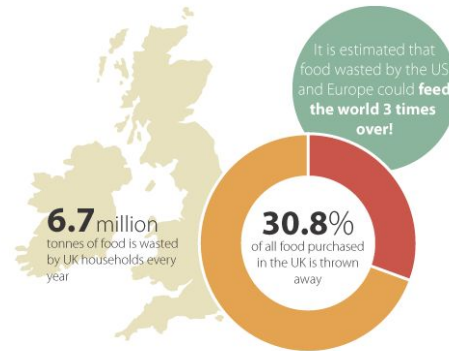 It is estimated that
food wasted by the US
and Europe could feed
the world 3 times
over!
6.7 million
tonnes of food is wasted
by UK households every
year
30.8%
of all food purchased
in the UK is thrown
away